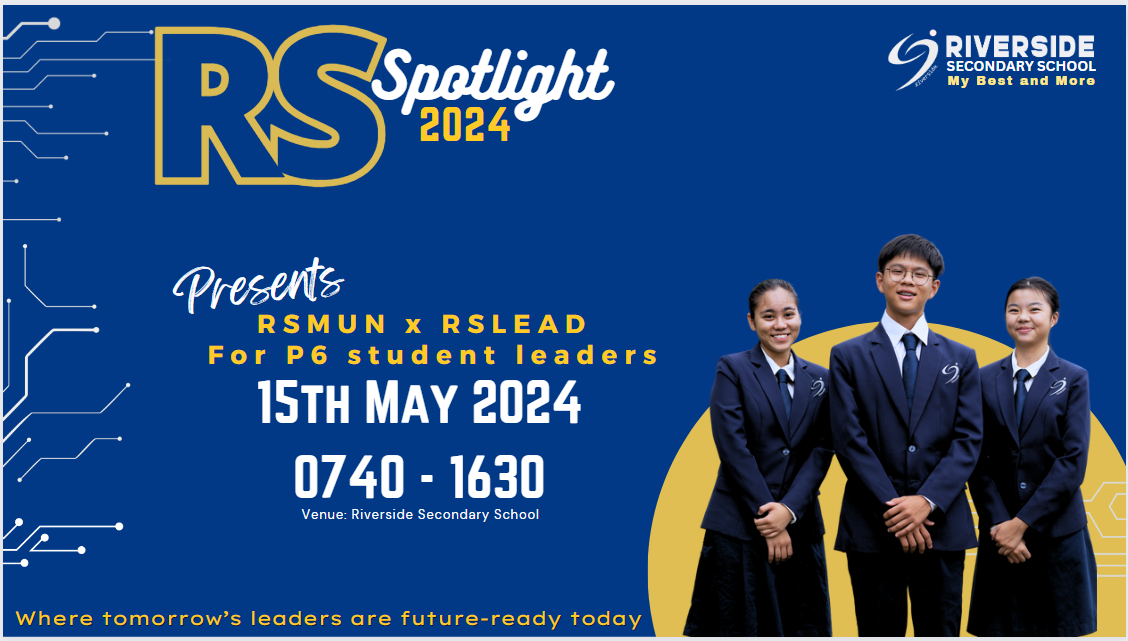 RS Spotlight
2024
RIVERSIDE
SECONDARY SCHOOL
My Best and More
riverside
Presents
RSMUN x RSLEAD
For P6 student leaders
15TH MAY 2024
0740 - 1630
Venue: Riverside Secondary School
Where tomorrow's leaders are future-ready today